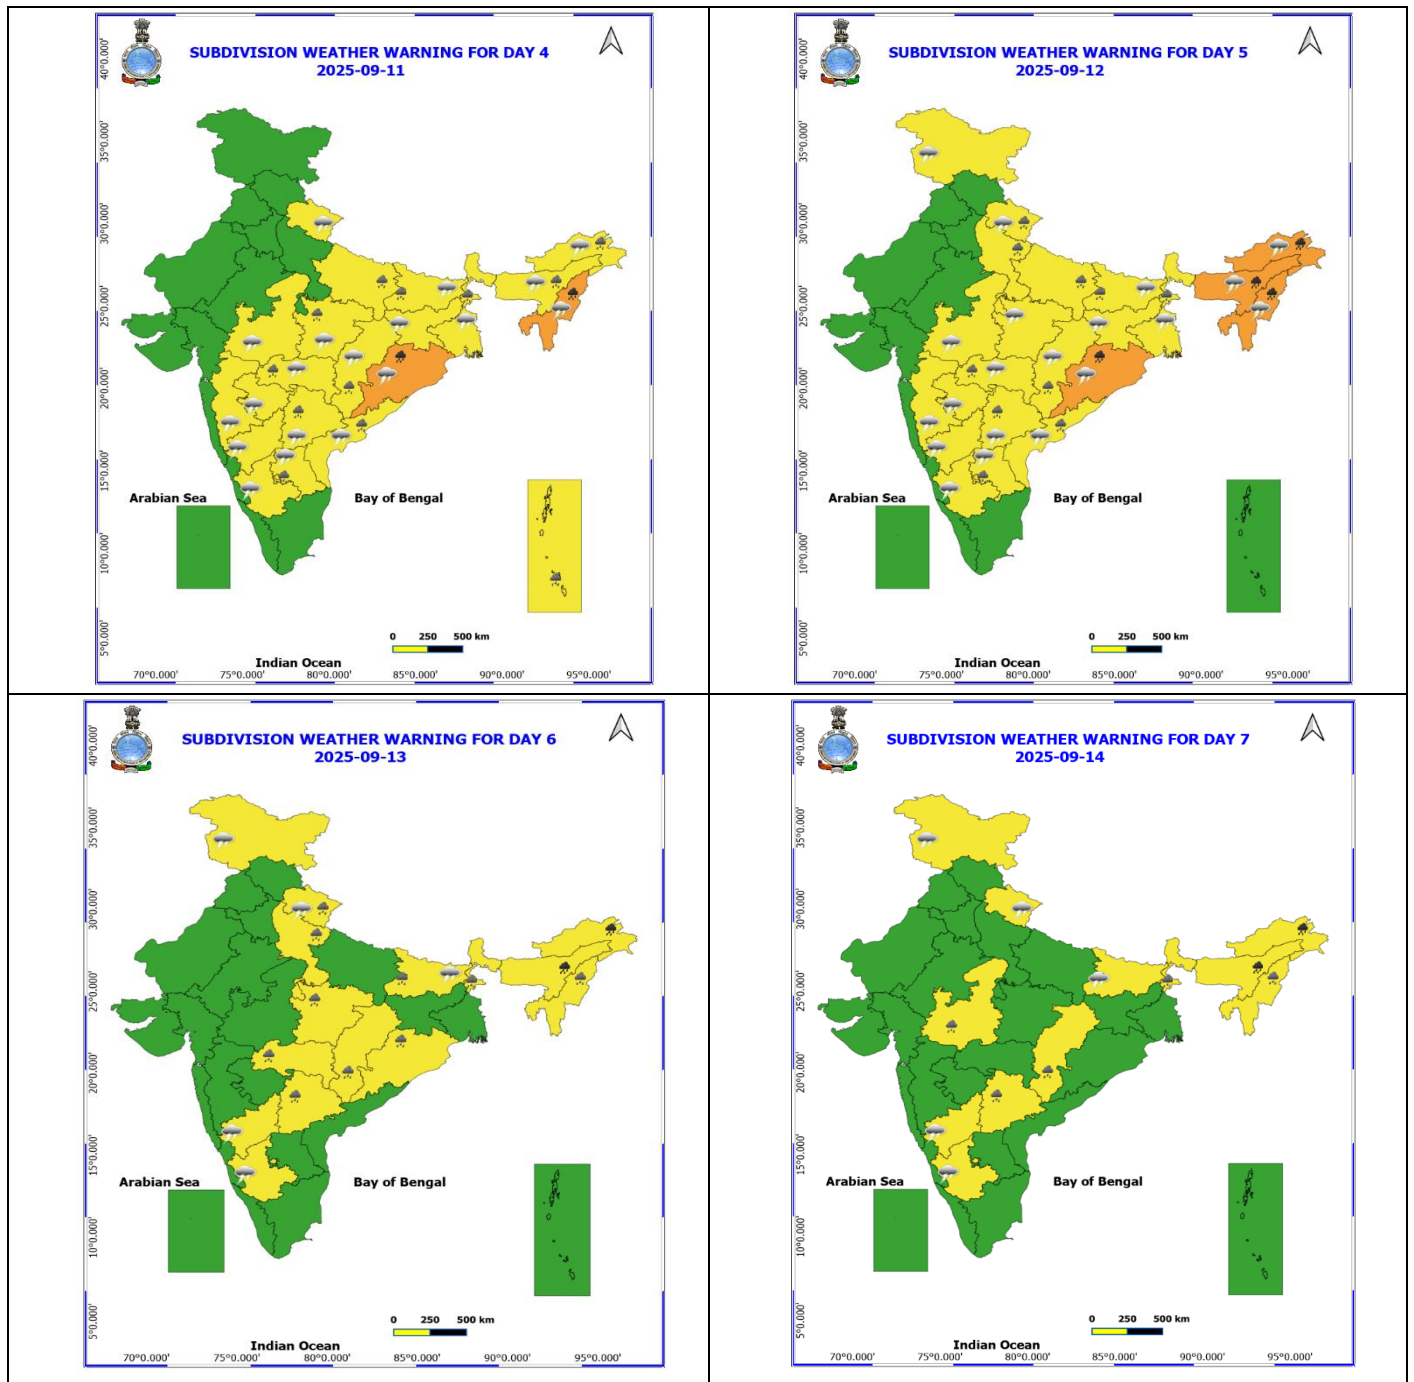 SUBDIVISION WEATHER WARNING FOR DAY 4
2025-09-11
40°0.000'
35°0.000'
30°0.000'
25°0.000'
20°0.000'
15°0.000'
10°0.000'
5°0.000'
Arabian Sea
Bay of Bengal
0 250 500 km
Indian Ocean
70°0.000' 75°0.000' 80°0.000' 85°0.000' 90°0.000' 95°0.000'
SUBDIVISION WEATHER WARNING FOR DAY 5
2025-09-12
40°0.000'
35°0.000'
30°0.000'
25°0.000'
20°0.000'
15°0.000'
10°0.000'
5°0.000'
Arabian Sea
Bay of Bengal
0 250 500 km
Indian Ocean
70°0.000' 75°0.000' 80°0.000' 85°0.000' 90°0.000' 95°0.000'
SUBDIVISION WEATHER WARNING FOR DAY 6
2025-09-13
40°0.000'
35°0.000'
30°0.000'
25°0.000'
20°0.000'
15°0.000'
10°0.000'
5°0.000'
Arabian Sea
Bay of Bengal
0 250 500 km
Indian Ocean
70°0.000' 75°0.000' 80°0.000' 85°0.000' 90°0.000' 95°0.000'
SUBDIVISION WEATHER WARNING FOR DAY 7
2025-09-14
40°0.000'
35°0.000'
30°0.000'
25°0.000'
20°0.000'
15°0.000'
10°0.000'
5°0.000'
Arabian Sea
Bay of Bengal
0 250 500 km
Indian Ocean
70°0.000' 75°0.000' 80°0.000' 85°0.000' 90°0.000' 95°0.000'